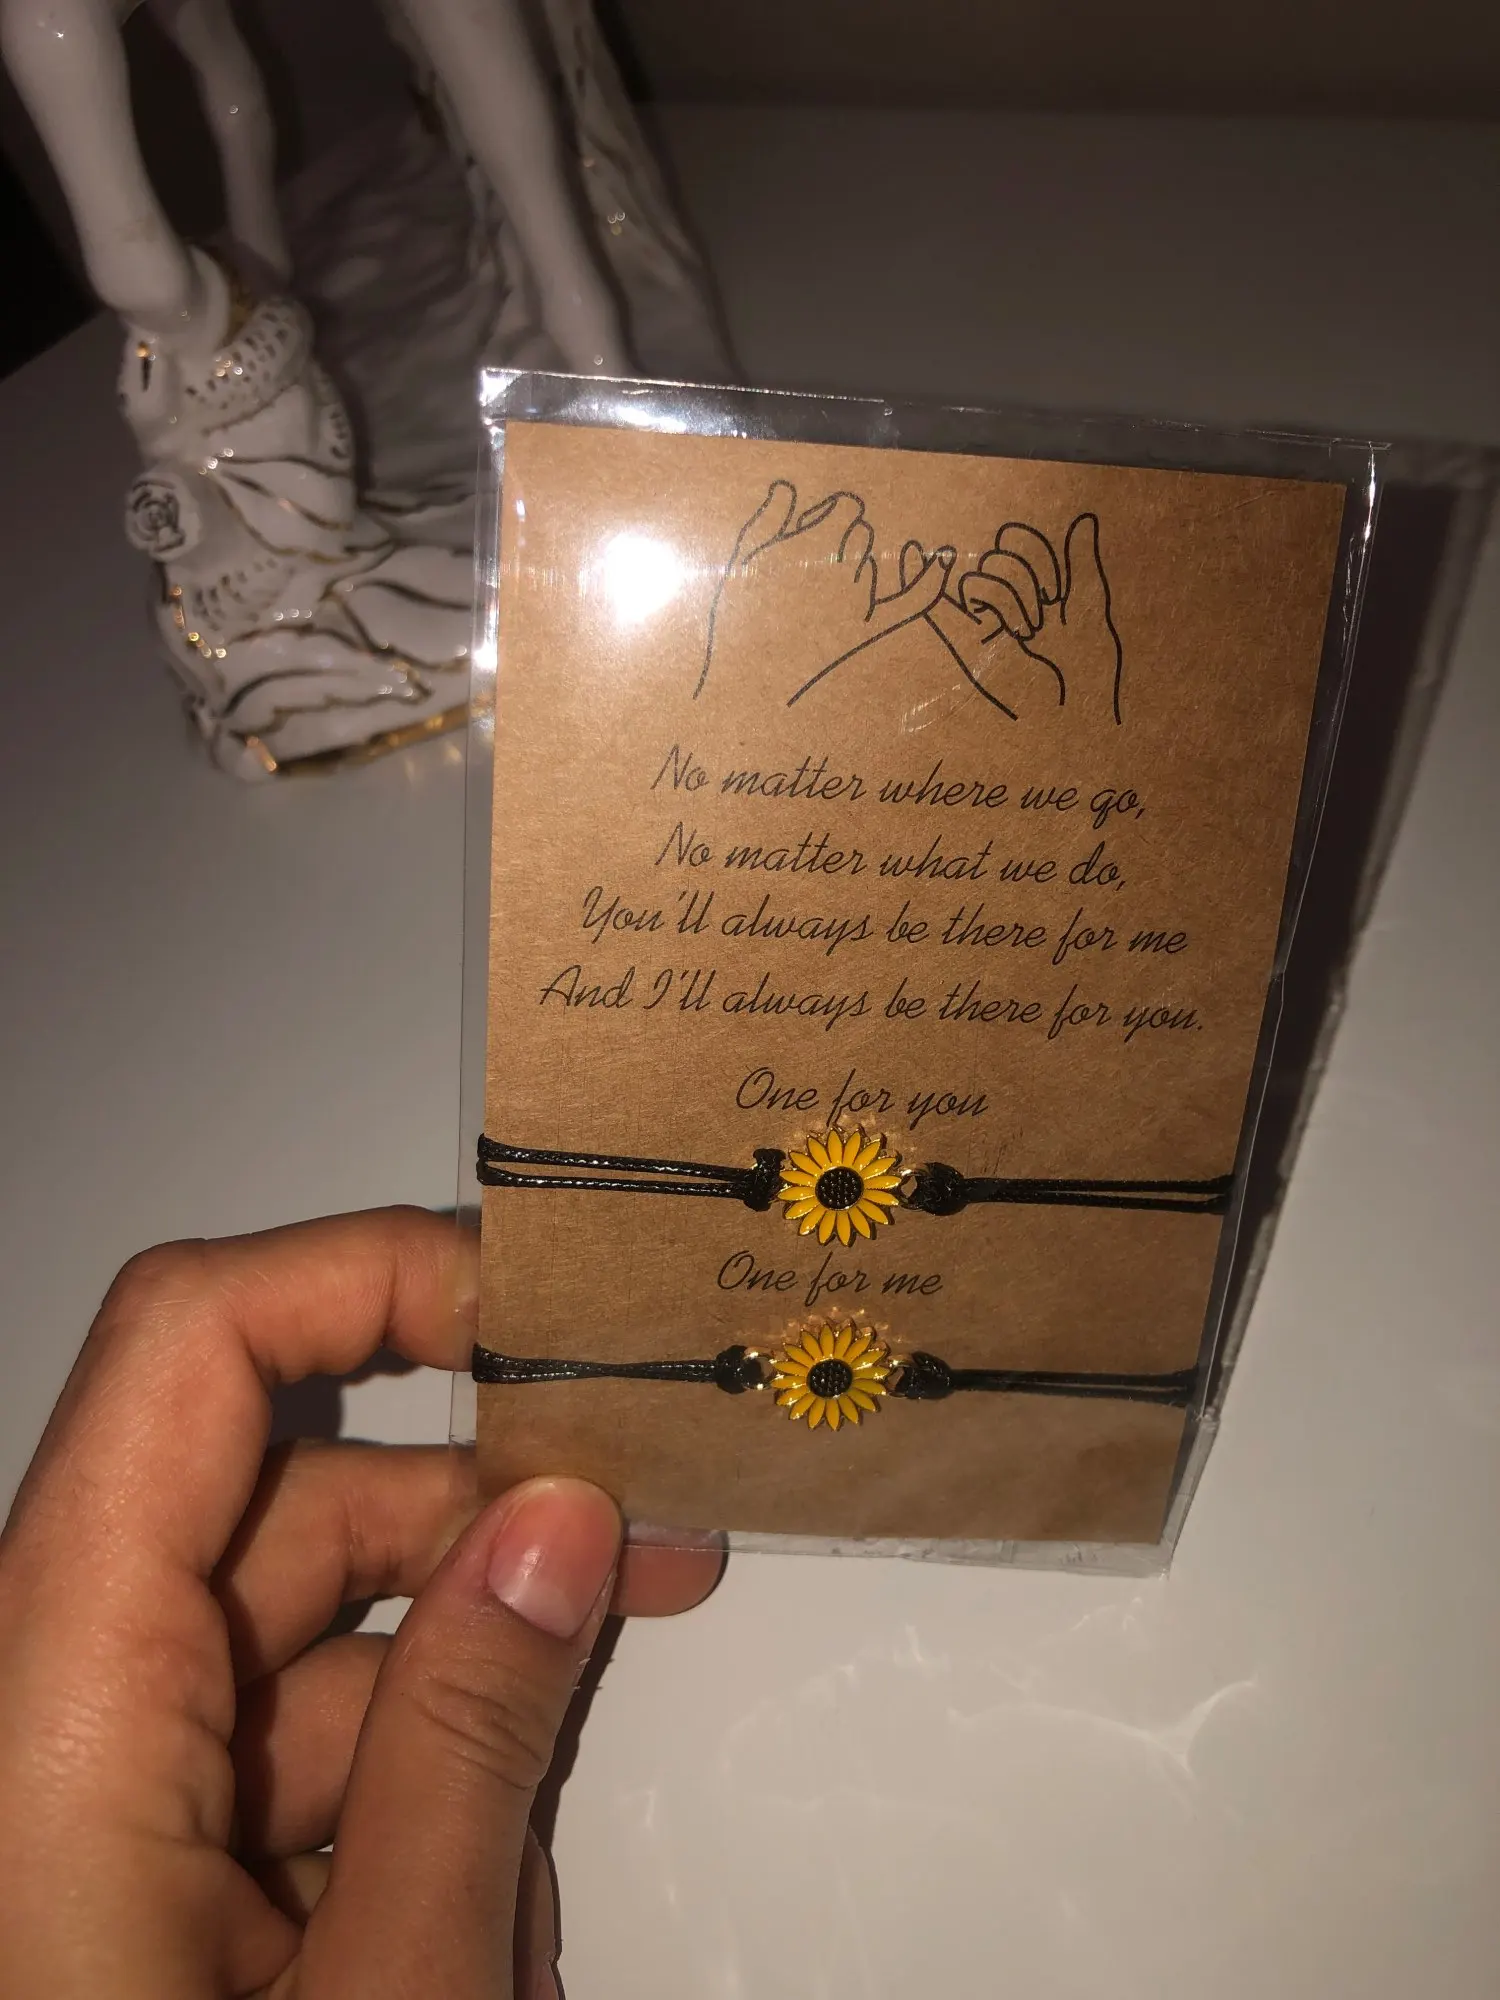 No matter where we go,
No matter what we do,
You'll always be there for me
And I'll always be there for you.
One for you
One for me